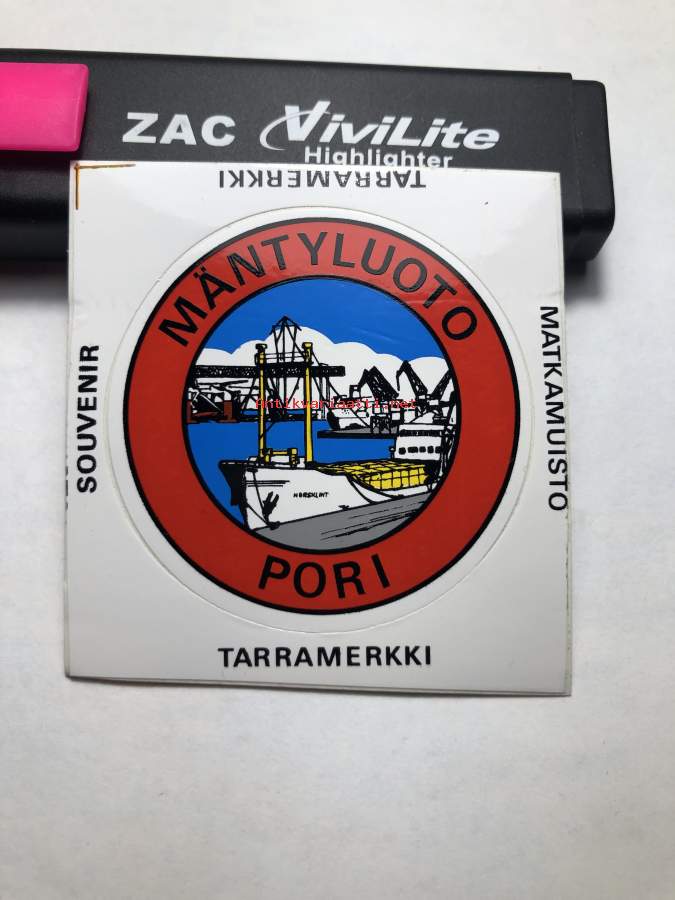 ZAC ViviLite
Highlighter
TARRAMERKKI
MÄNTYLUOTO
SOUVENIR
MATKAMUISTO
Antikvariaatti.net
PORI
TARRAMERKKI